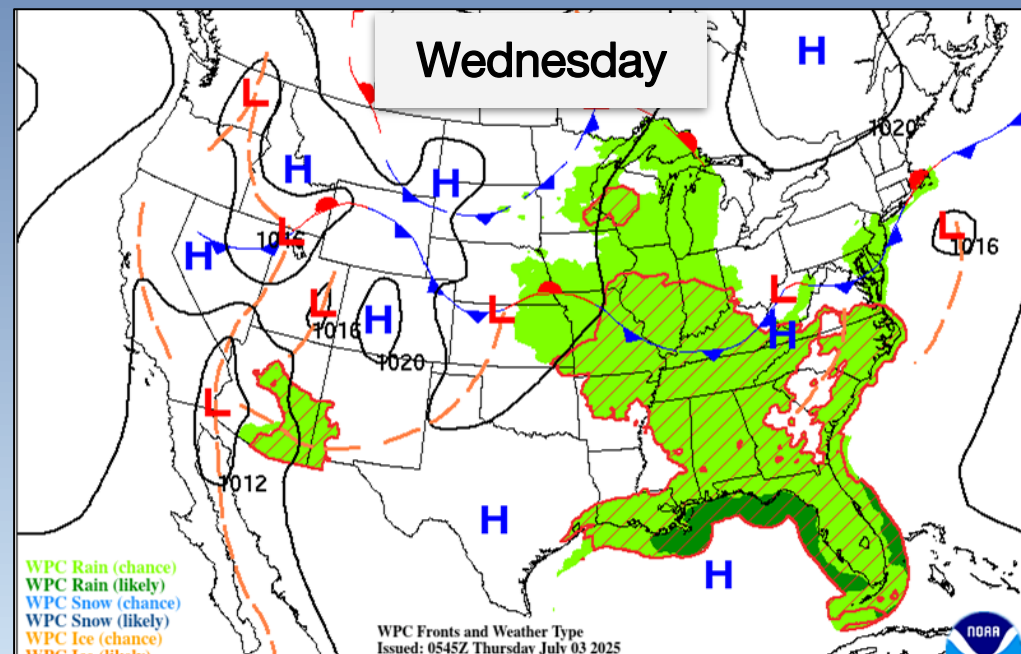 Wednesday
H
1020
L
H
H
L
1016
H
L
1016
L
1016
H
1020
L
L
H
L
1012
H
H
WPC Rain (chance)
WPC Rain (likely)
WPC Snow (chance)
WPC Snow (likely)
WPC Ice (chance)
WPC Fronts and Weather Type
Issued: 0545Z Thursday July 03 2025
NOAA